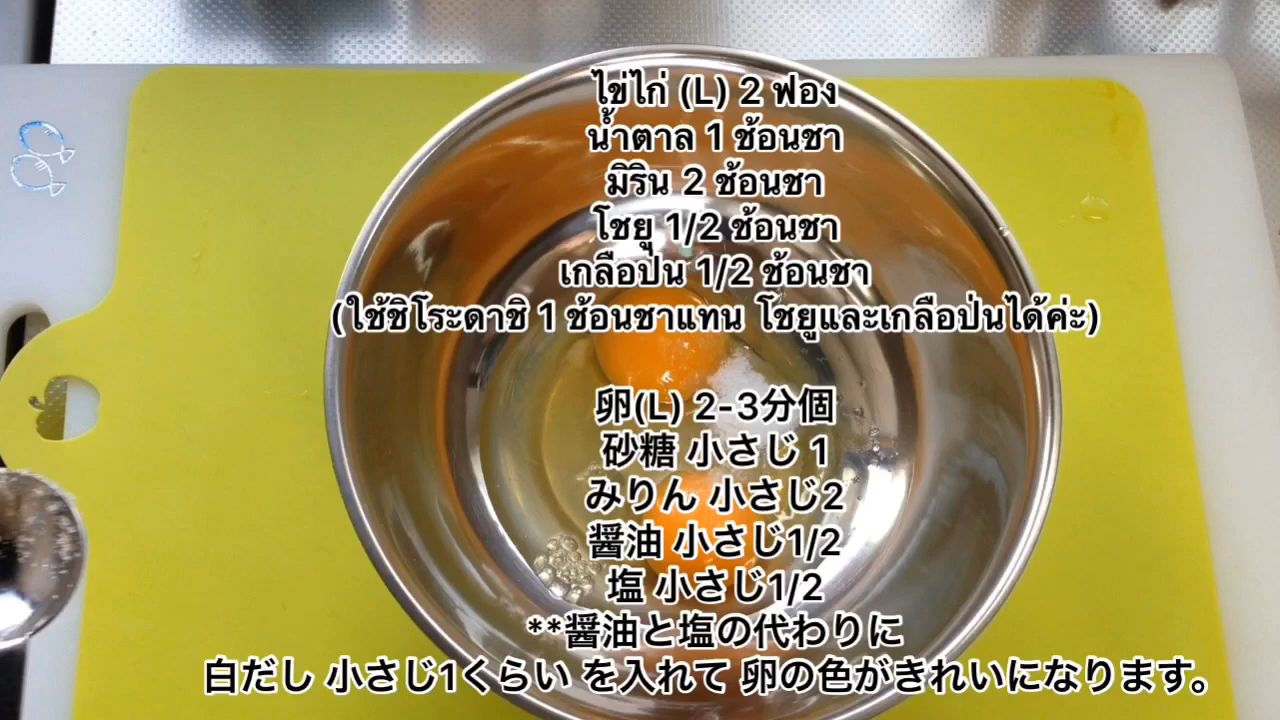 ไข่ไก่ (L) 2 ฟอง
น้ำตาล 1 ช้อนชา
มิริน 2 ช้อนชา
โชยุ 1/2 ช้อนชา
เกลือป่น 1/2 ช้อนชา
(ใช้ชิโระดาชิ 1 ช้อนชาแทน โชยุและเกลือป่นได้ค่ะ)
卵(L) 2-3分個
砂糖 小さじ 1
みりん 小さじ2
醤油 小さじ1/2
塩 小さじ1/2
**醤油と塩の代わりに
白だし 小さじ1くらい を入れて 卵の色がきれいになります。